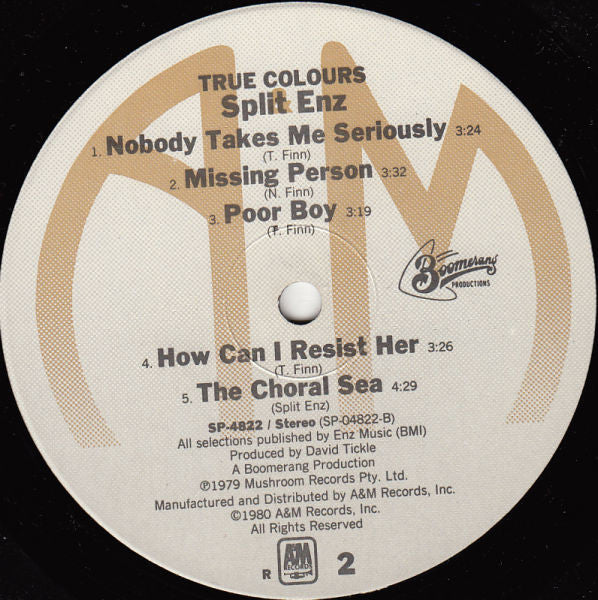 TRUE COLOURS
Split Enz
1. Nobody Takes Me Seriously 3:24
(T. Finn)
2. Missing Person 3:32
(N. Finn)
3. Poor Boy 3:19
(T. Finn)
Boomerang
PRODUCTIONS
4. How Can I Resist Her 3:26
(T. Finn)
5. The Choral Sea 4:29
(Split Enz)
SP-4822 / Stereo (SP-04822-B)
All selections published by Enz Music (BMI)
Produced by David Tickle
A Boomerang Production
℗1979 Mushroom Records Pty. Ltd.
Manufactured and Distributed by A&M Records, Inc.
©1980 A&M Records, Inc.
All Rights Reserved
R A&M RECORDS 2